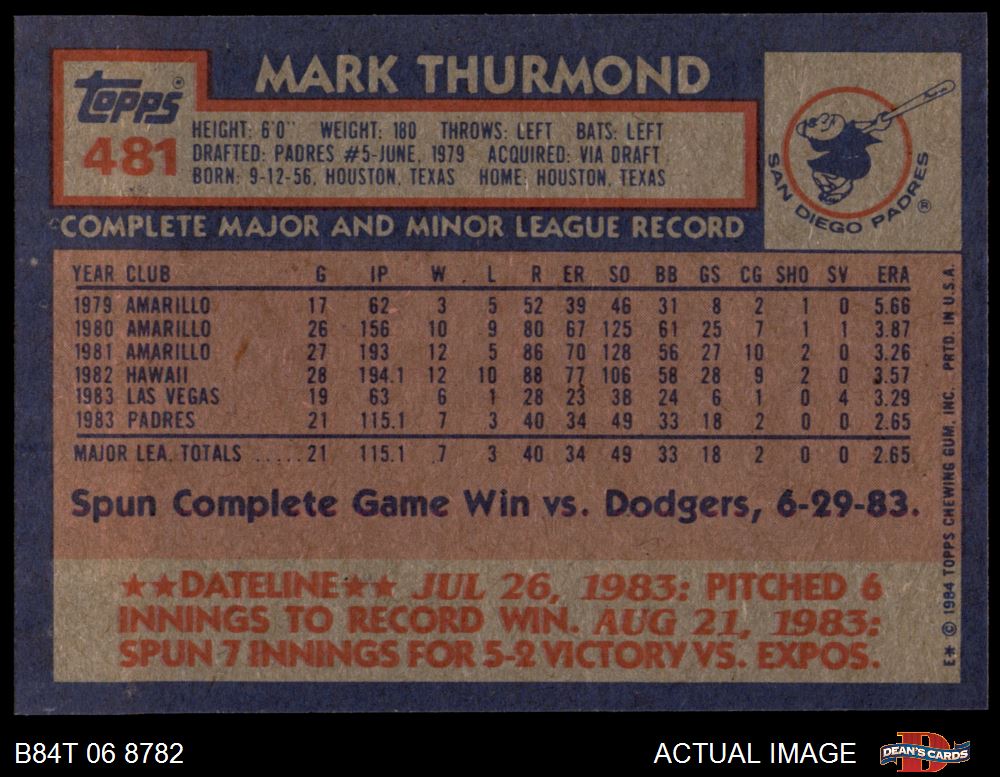 MARK THURMOND
TOPPS®
481
HEIGHT: 6'0" WEIGHT: 180 THROWS: LEFT BATS: LEFT
DRAFTED: PADRES #5-JUNE, 1979 ACQUIRED: VIA DRAFT
BORN: 9-12-56, HOUSTON, TEXAS HOME: HOUSTON, TEXAS
SAN DIEGO PADRES ®
COMPLETE MAJOR AND MINOR LEAGUE RECORD
YEAR CLUB G IP W L R ER SO BB GS CG SHO SV ERA
1979 AMARILLO 17 62 3 5 52 39 46 31 8 2 1 0 5.66
1980 AMARILLO 26 156 10 9 80 67 125 61 25 7 1 1 3.87
1981 AMARILLO 27 193 12 5 86 70 128 56 27 10 2 0 3.26
1982 HAWAII 28 194.1 12 10 88 77 106 58 28 9 2 0 3.57
1983 LAS VEGAS 19 63 6 1 28 23 38 24 6 1 0 4 3.29
1983 PADRES 21 115.1 7 3 40 34 49 33 18 2 0 0 2.65
MAJOR LEA. TOTALS ..... 21 115.1 7 3 40 34 49 33 18 2 0 0 2.65
Spun Complete Game Win vs. Dodgers, 6-29-83.
★★DATELINE★★ JUL 26, 1983: PITCHED 6
INNINGS TO RECORD WIN. AUG 21, 1983:
SPUN 7 INNINGS FOR 5-2 VICTORY VS. EXPOS.
E* © 1984 TOPPS CHEWING GUM, INC. PRTD. IN U.S.A.
B84T 06 8782
ACTUAL IMAGE
DEAN'S CARDS